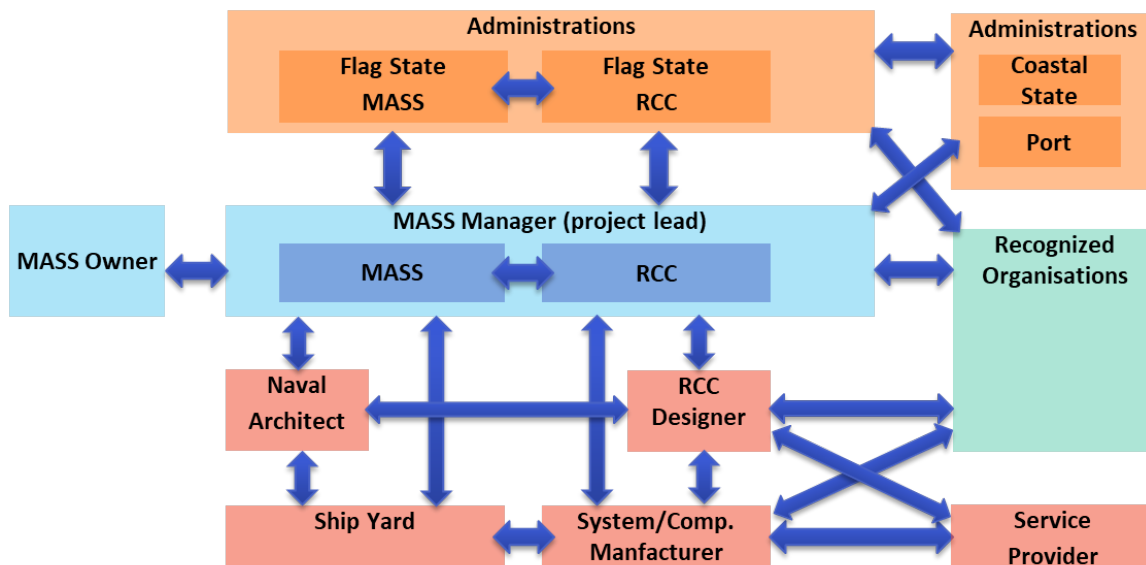 Administrations
Flag State
MASS
Flag State
RCC
Administrations
Coastal
State
Port
MASS Owner
MASS Manager (project lead)
MASS
RCC
Recognized
Organisations
Naval
Architect
RCC
Designer
Ship Yard
System/Comp.
Manfacturer
Service
Provider